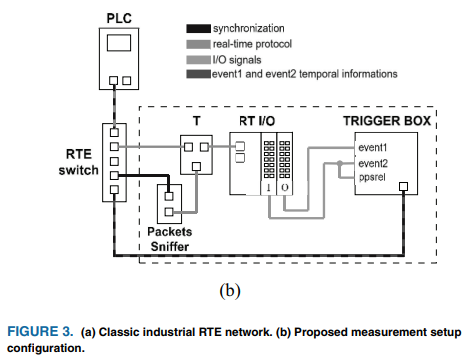 PLC
synchronization
real-time protocol
I/O signals
event1 and event2 temporal informations
T
RT I/O
TRIGGER BOX
RTE
switch
event1
event2
ppsrel
I O
Packets
Sniffer
(b)
FIGURE 3. (a) Classic industrial RTE network. (b) Proposed measurement setup
configuration.